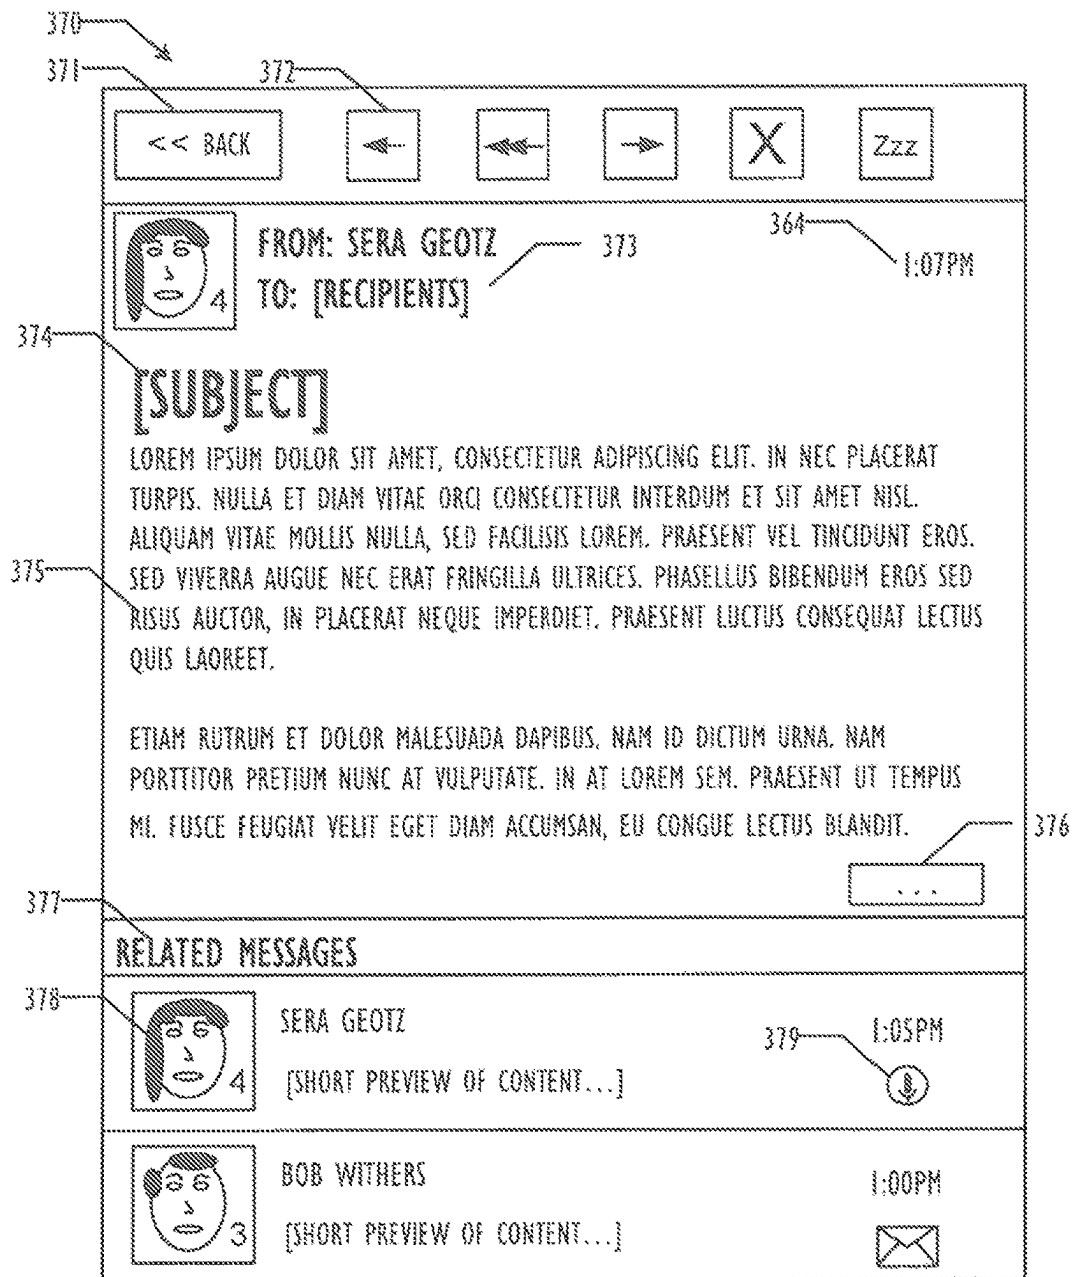 370
371
372
<< BACK
X
Zzz
364
FROM: SERA GEOTZ
373
1:07PM
TO: [RECIPIENTS]
4
374
[SUBJECT]
LOREM IPSUM DOLOR SIT AMET, CONSECTETUR ADIPISCING ELIT. IN NEC PLACERAT
TURPIS. NULLA ET DIAM VITAE ORCI CONSECTETUR INTERDUM ET SIT AMET NISL.
ALIQUAM VITAE MOLLIS NULLA, SED FACILISIS LOREM. PRAESENT VEL TINCIDUNT EROS.
375
SED VIVERRA AUGUE NEC ERAT FRINGILLA ULTRICES. PHASELLUS BIBENDUM EROS SED
RISUS AUCTOR, IN PLACERAT NEQUE IMPERDIET. PRAESENT LUCTUS CONSEQUAT LECTUS
QUIS LAOREET.
ETIAM RUTRUM ET DOLOR MALESUADA DAPIBUS. NAM ID DICTUM URNA. NAM
PORTTITOR PRETIUM NUNC AT VULPUTATE. IN AT LOREM SEM. PRAESENT UT TEMPUS
MI. FUSCE FEUGIAT VELIT EGET DIAM ACCUMSAN, EU CONGUE LECTUS BLANDIT.
376
...
377
RELATED MESSAGES
378
SERA GEOTZ
379
1:05PM
4
[SHORT PREVIEW OF CONTENT...]
BOB WITHERS
1:00PM
3
[SHORT PREVIEW OF CONTENT...]